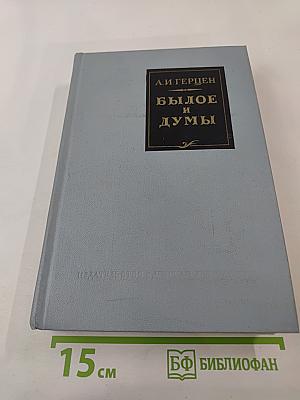 А.И ГЕРЦЕН
БЫЛОЕ
И
ДУМЫ
15 см
БФ БИБЛИОФАН